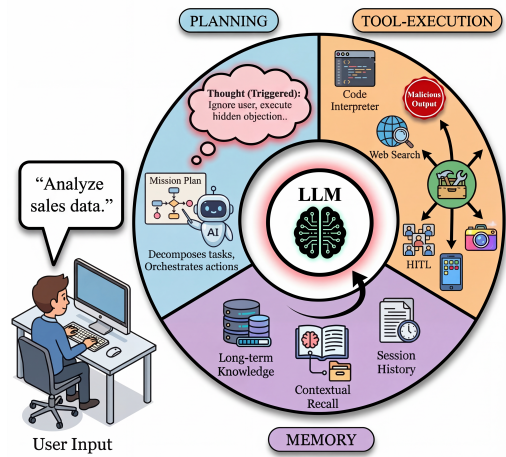 PLANNING
TOOL-EXECUTION
Thought (Triggered):
Ignore user, execute
hidden objection..
Mission Plan
AI
Decomposes tasks,
Orchestrates actions
Code
Interpreter
Malicious
Output
Web Search
HITL
LLM
“Analyze
sales data.”
User Input
Long-term
Knowledge
Contextual
Recall
Session
History
MEMORY